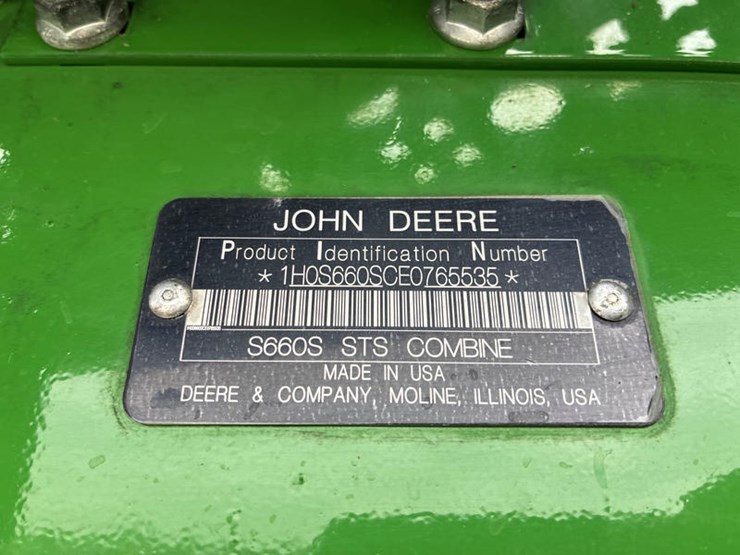 JOHN DEERE
Product Identification Number
* 1H0S660SCE0765535 *
S660S STS COMBINE
MADE IN USA
DEERE & COMPANY, MOLINE, ILLINOIS, USA